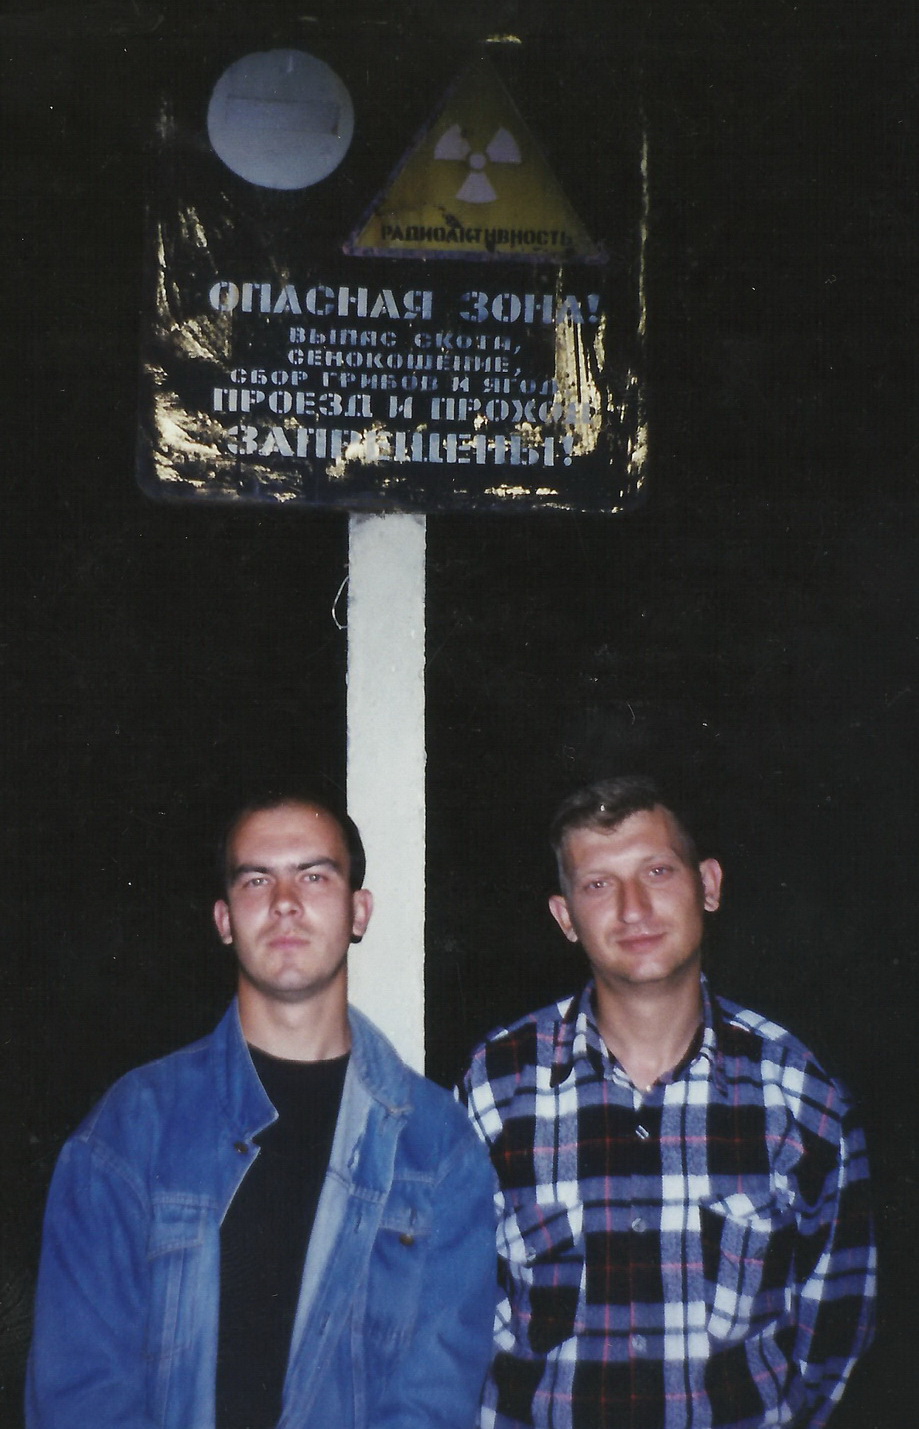 РАДИОАКТИВНОСТЬ
ОПАСНАЯ ЗОНА!
ВЫПАС СКОТА,
СЕНОКОШЕНИЕ,
СБОР ГРИБОВ И ЯГОД
ПРОЕЗД И ПРОХОД
ЗАПРЕЩЕНЫ!